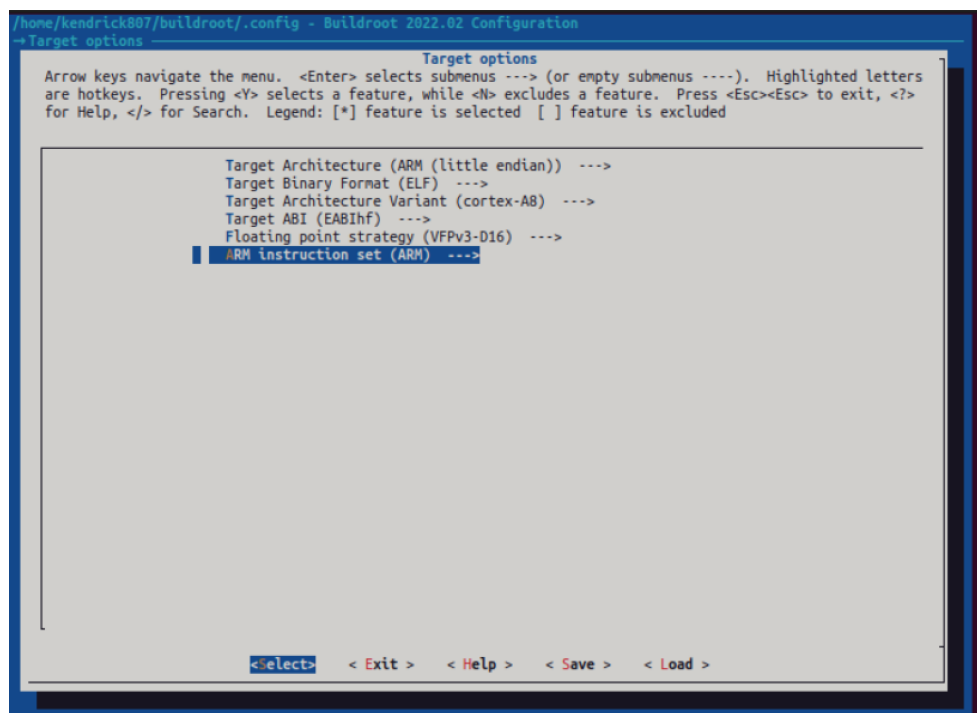 /home/kendrick807/buildroot/.config - Buildroot 2022.02 Configuration
→ Target options
Target options
Arrow keys navigate the menu. <Enter> selects submenus ---> (or empty submenus ----). Highlighted letters
are hotkeys. Pressing <Y> selects a feature, while <N> excludes a feature. Press <Esc><Esc> to exit, <?>
for Help, </> for Search. Legend: [*] feature is selected [ ] feature is excluded
Target Architecture (ARM (little endian)) --->
Target Binary Format (ELF) --->
Target Architecture Variant (cortex-A8) --->
Target ABI (EABIhf) --->
Floating point strategy (VFPv3-D16) --->
ARM instruction set (ARM) --->
<Select> < Exit > < Help > < Save > < Load >